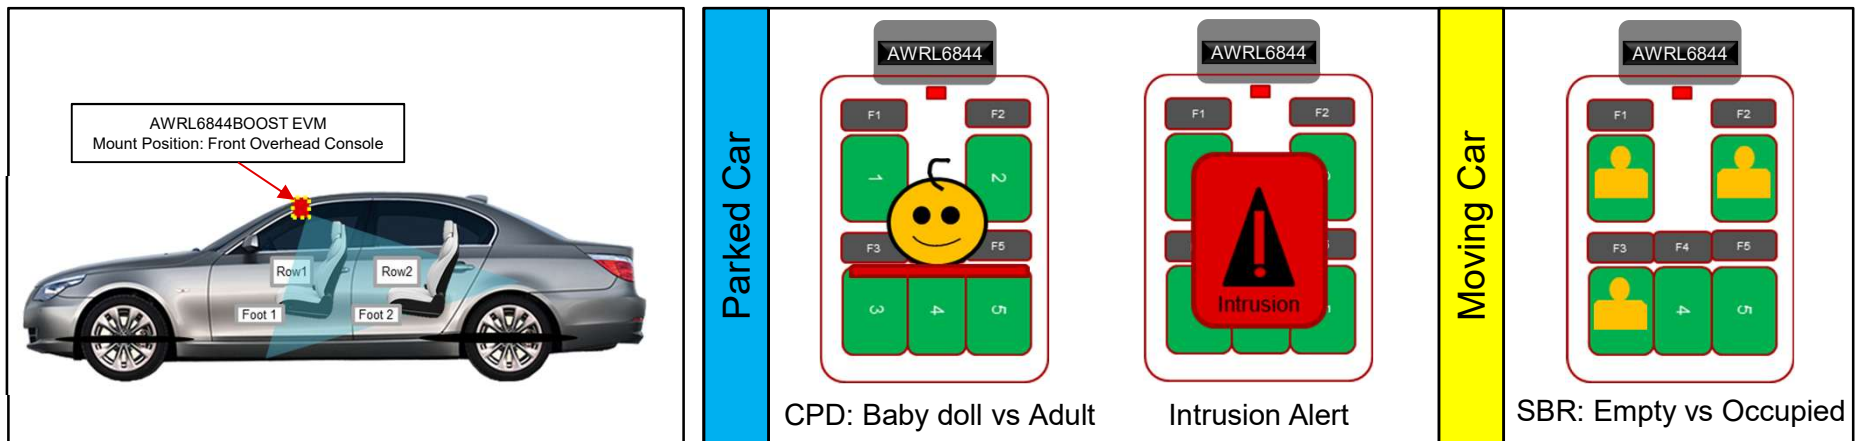 AWRL6844BOOST EVM
Mount Position: Front Overhead Console
Row1
Row2
Foot 1
Foot 2
Parked Car
AWRL6844
F1
F2
1
2
F3
F5
3
4
5
CPD: Baby doll vs Adult
AWRL6844
F1
F2
Intrusion
Intrusion Alert
Moving Car
AWRL6844
F1
F2
F3
F4
F5
4
5
SBR: Empty vs Occupied